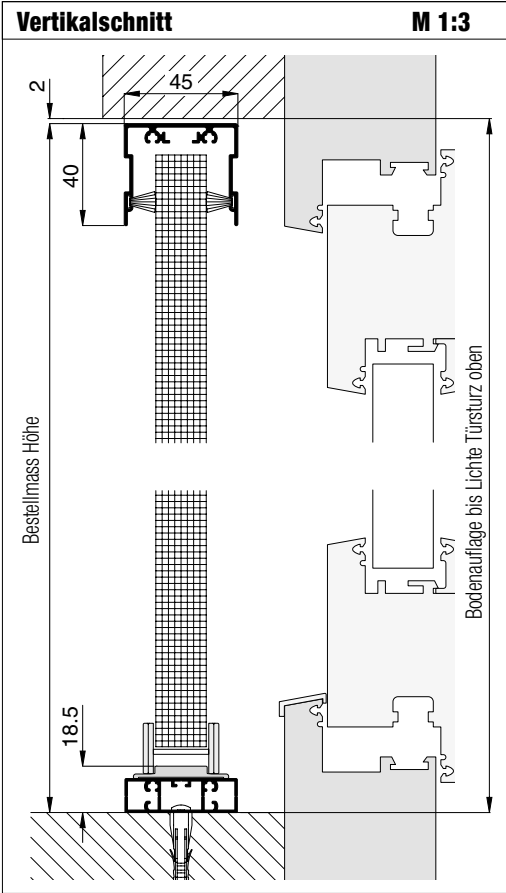 Vertikalschnitt M 1:3
2
45
40
Bestellmass Höhe
Bodenauflage bis Lichte Türsturz oben
18.5